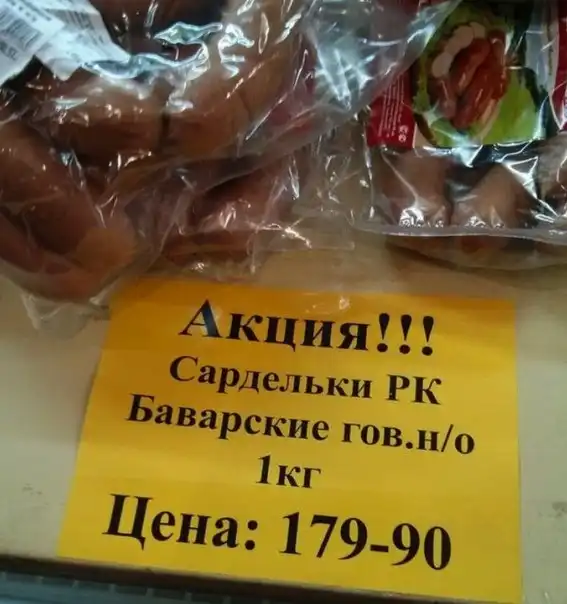 Акция!!!
Сардельки РК
Баварские гов.н/о
1кг
Цена: 179-90